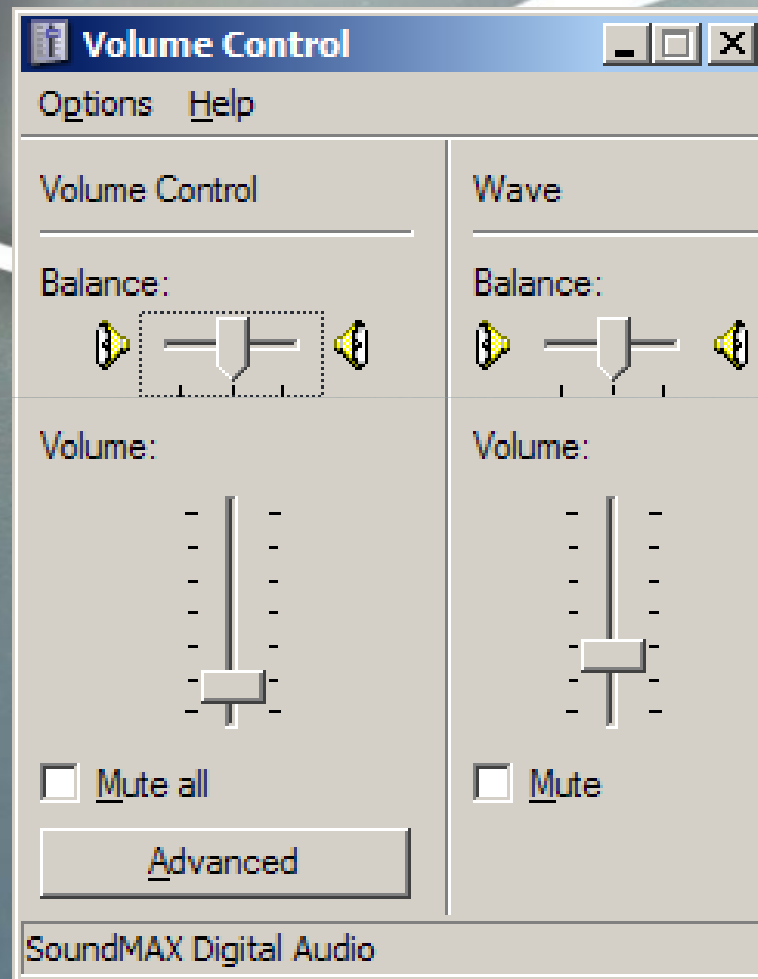 Volume Control
Options Help
Volume Control
Balance:
Volume:
Mute all
Advanced
Wave
Balance:
Volume:
Mute
SoundMAX Digital Audio